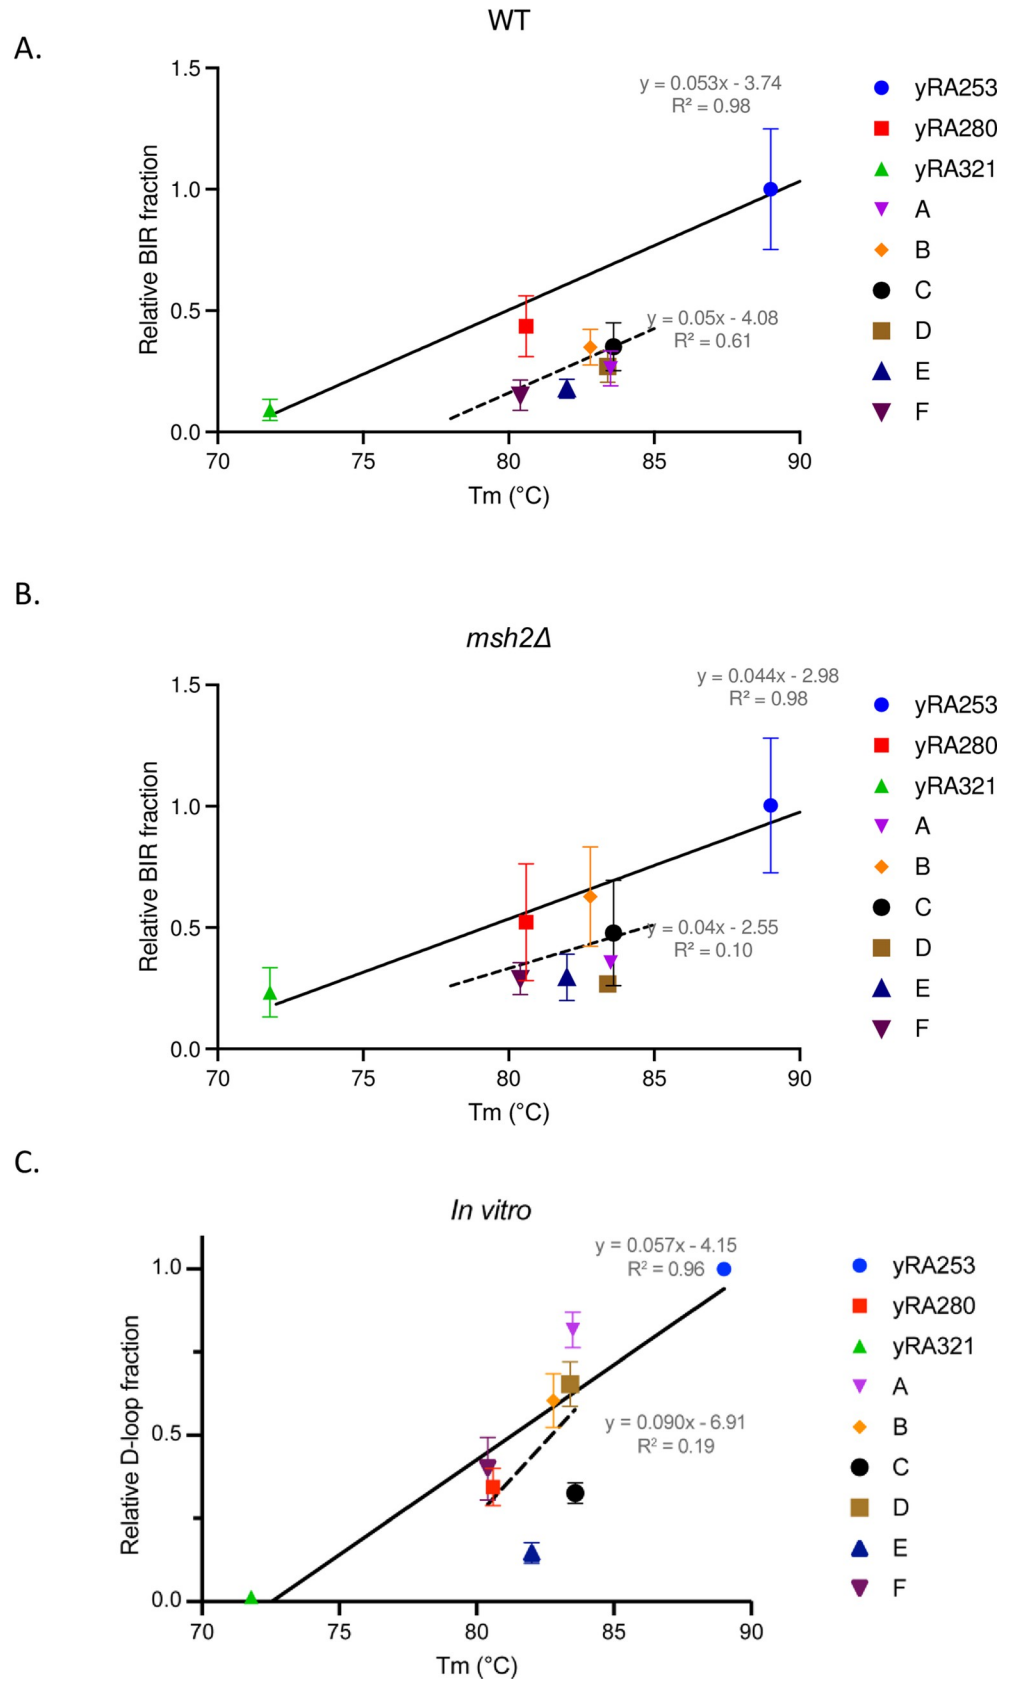 WT
A.
1.5
1.0
0.5
0.0
Relative BIR fraction
y = 0.053x - 3.74
R² = 0.98
y = 0.05x - 4.08
R² = 0.61
70 75 80 85 90
Tm (°C)
yRA253
yRA280
yRA321
A
B
C
D
E
F
B.
msh2Δ
1.5
1.0
0.5
0.0
Relative BIR fraction
y = 0.044x - 2.98
R² = 0.98
y = 0.04x - 2.55
R² = 0.10
70 75 80 85 90
Tm (°C)
yRA253
yRA280
yRA321
A
B
C
D
E
F
C.
In vitro
1.0
0.5
0.0
Relative D-loop fraction
y = 0.057x - 4.15
R² = 0.96
y = 0.090x - 6.91
R² = 0.19
70 75 80 85 90
Tm (°C)
yRA253
yRA280
yRA321
A
B
C
D
E
F